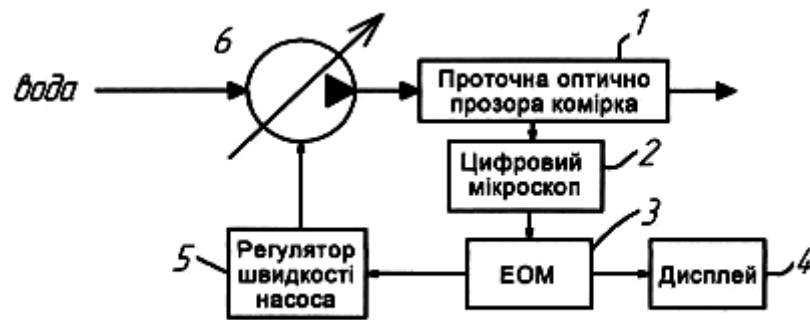 6
1
вода
Проточна оптично
прозора комірка
Цифровий
мікроскоп
2
3
5
Регулятор
швидкості
насоса
ЕОМ
Дисплей
4